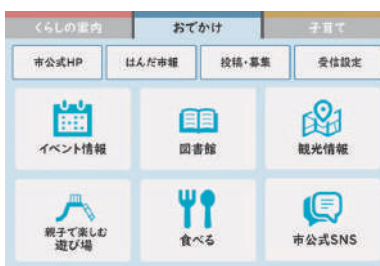 くらしの案内
おでかけ
子育て
市公式HP
はんだ市報
投稿・募集
受信設定
イベント情報
図書館
観光情報
親子で楽しむ
遊び場
食べる
市公式SNS